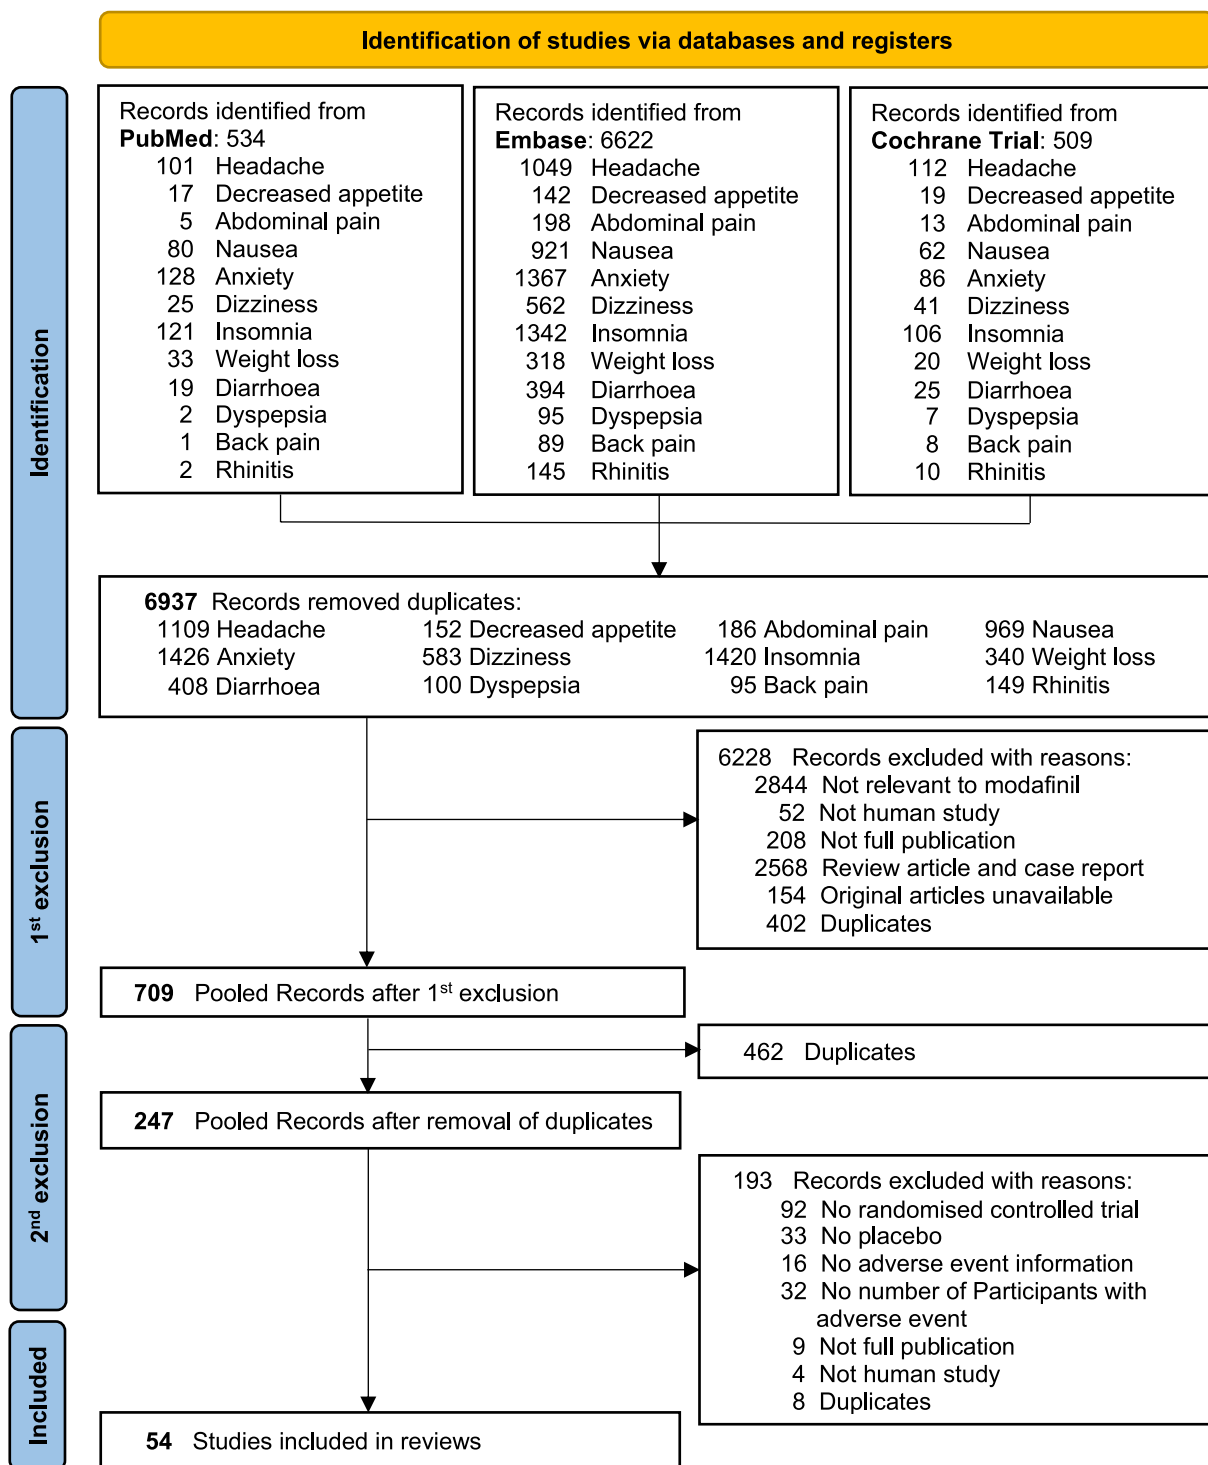 Identification of studies via databases and registers
Identification
Records identified from
PubMed: 534
101 Headache
17 Decreased appetite
5 Abdominal pain
80 Nausea
128 Anxiety
25 Dizziness
121 Insomnia
33 Weight loss
19 Diarrhoea
2 Dyspepsia
1 Back pain
2 Rhinitis
Records identified from
Embase: 6622
1049 Headache
142 Decreased appetite
198 Abdominal pain
921 Nausea
1367 Anxiety
562 Dizziness
1342 Insomnia
318 Weight loss
394 Diarrhoea
95 Dyspepsia
89 Back pain
145 Rhinitis
Records identified from
Cochrane Trial: 509
112 Headache
19 Decreased appetite
13 Abdominal pain
62 Nausea
86 Anxiety
41 Dizziness
106 Insomnia
20 Weight loss
25 Diarrhoea
7 Dyspepsia
8 Back pain
10 Rhinitis
6937 Records removed duplicates:
1109 Headache 152 Decreased appetite 186 Abdominal pain 969 Nausea
1426 Anxiety 583 Dizziness 1420 Insomnia 340 Weight loss
408 Diarrhoea 100 Dyspepsia 95 Back pain 149 Rhinitis
1st exclusion
6228 Records excluded with reasons:
2844 Not relevant to modafinil
52 Not human study
208 Not full publication
2568 Review article and case report
154 Original articles unavailable
402 Duplicates
709 Pooled Records after 1st exclusion
2nd exclusion
462 Duplicates
247 Pooled Records after removal of duplicates
193 Records excluded with reasons:
92 No randomised controlled trial
33 No placebo
16 No adverse event information
32 No number of Participants with
adverse event
9 Not full publication
4 Not human study
8 Duplicates
Included
54 Studies included in reviews